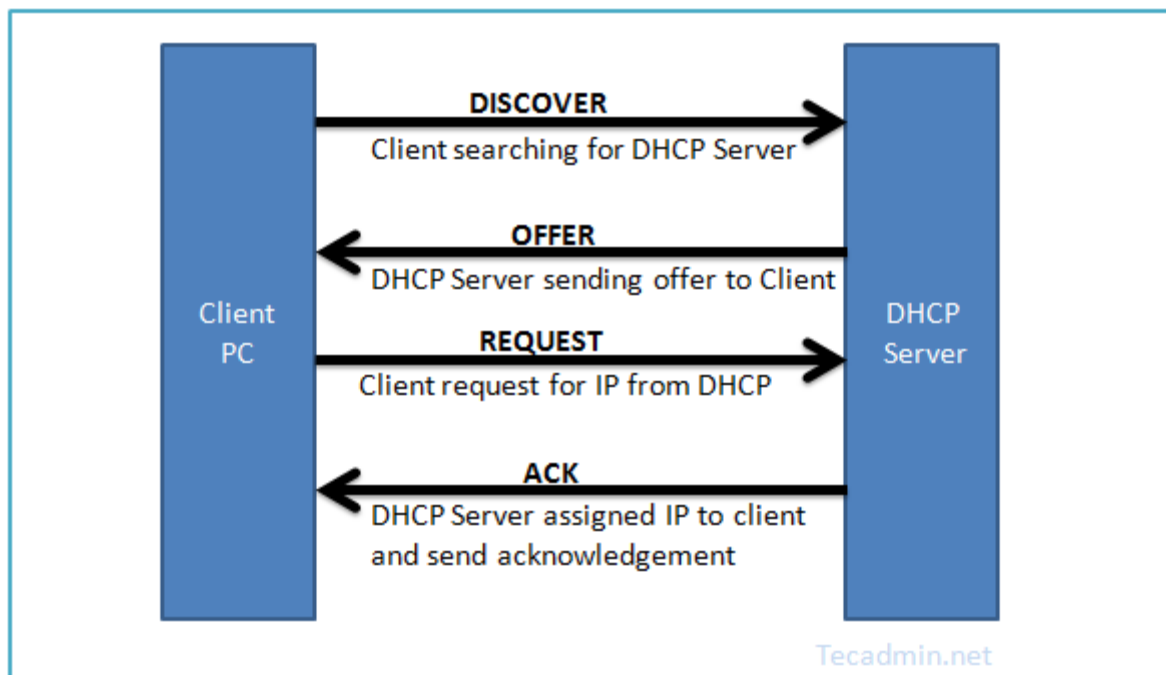 DISCOVER
Client searching for DHCP Server
OFFER
DHCP Server sending offer to Client
Client
PC
DHCP
Server
REQUEST
Client request for IP from DHCP
ACK
DHCP Server assigned IP to client
and send acknowledgement
Tecadmin.net